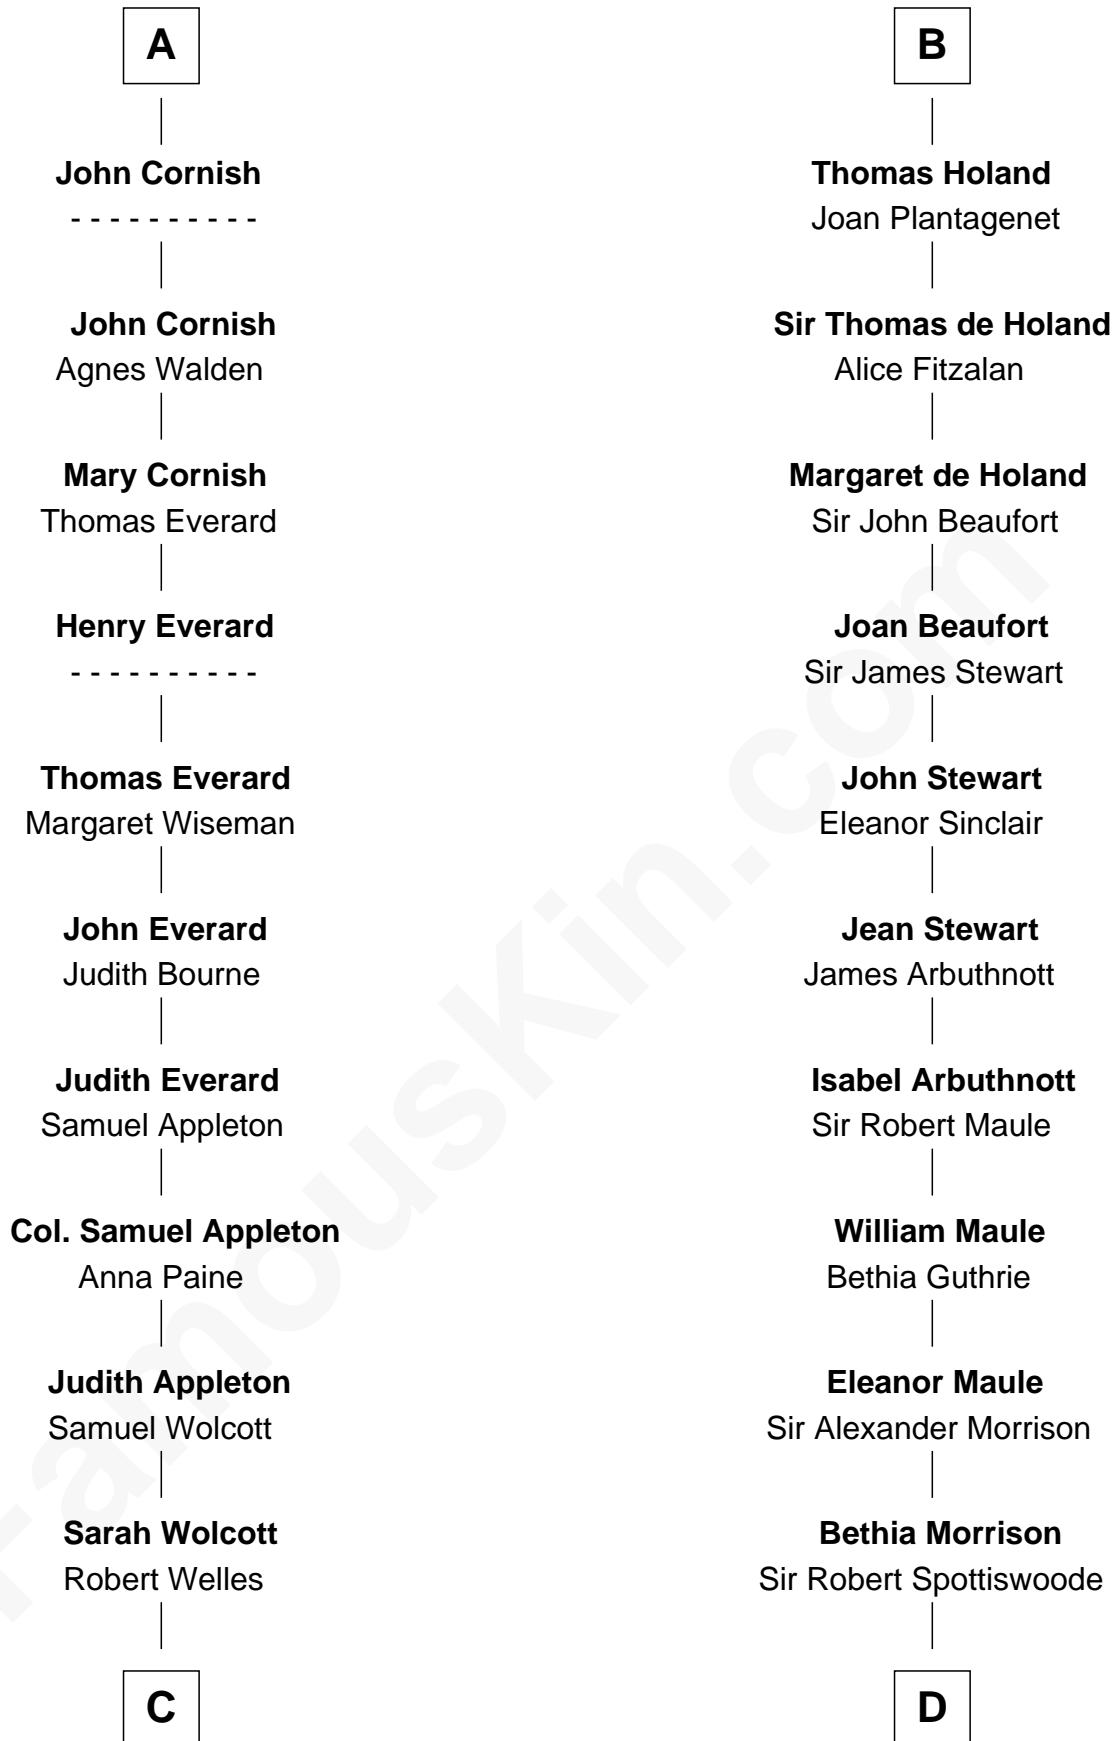 A
John Cornish
- - - - - - - - - -
John Cornish
Agnes Walden
Mary Cornish
Thomas Everard
Henry Everard
- - - - - - - - - -
Thomas Everard
Margaret Wiseman
John Everard
Judith Bourne
Judith Everard
Samuel Appleton
Col. Samuel Appleton
Anna Paine
Judith Appleton
Samuel Wolcott
Sarah Wolcott
Robert Welles
C
B
Thomas Holand
Joan Plantagenet
Sir Thomas de Holand
Alice Fitzalan
Margaret de Holand
Sir John Beaufort
Joan Beaufort
Sir James Stewart
John Stewart
Eleanor Sinclair
Jean Stewart
James Arbuthnott
Isabel Arbuthnott
Sir Robert Maule
William Maule
Bethia Guthrie
Eleanor Maule
Sir Alexander Morrison
Bethia Morrison
Sir Robert Spottiswoode
D
FamousKin.com